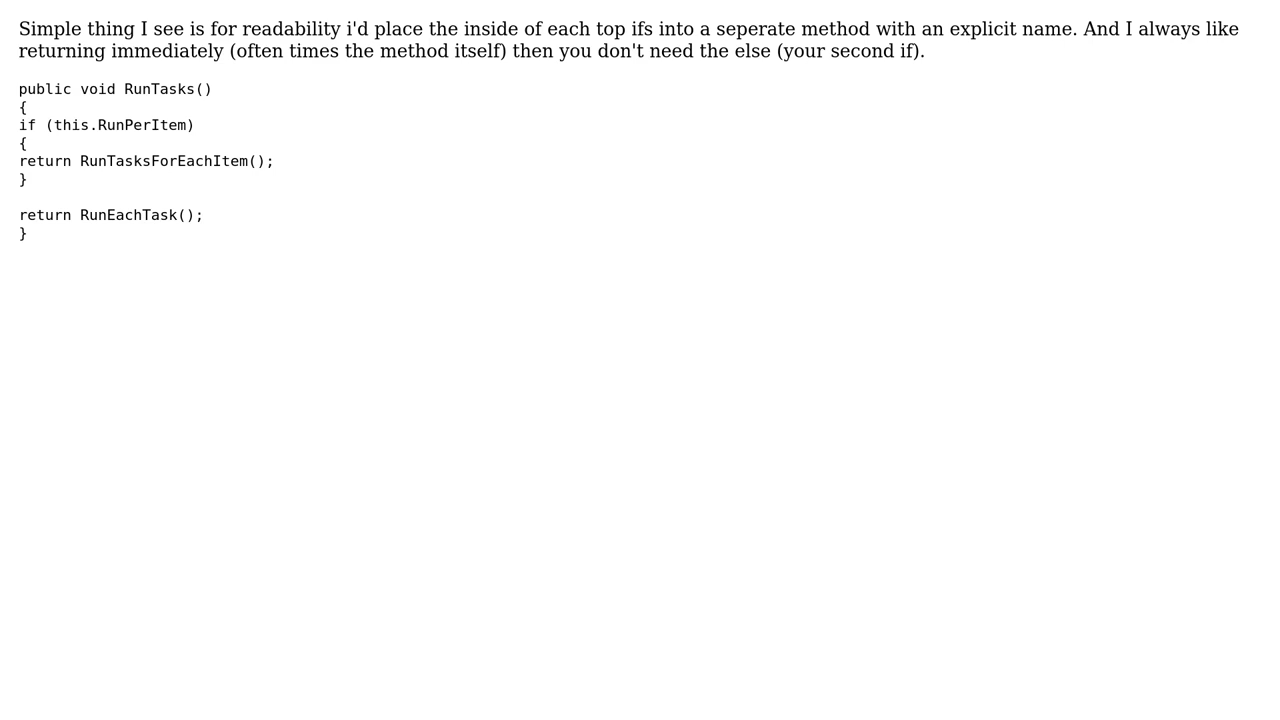 Simple thing I see is for readability i'd place the inside of each top ifs into a seperate method with an explicit name. And I always like
returning immediately (often times the method itself) then you don't need the else (your second if).
public void RunTasks()
{
if (this.RunPerItem)
{
return RunTasksForEachItem();
}
return RunEachTask();
}